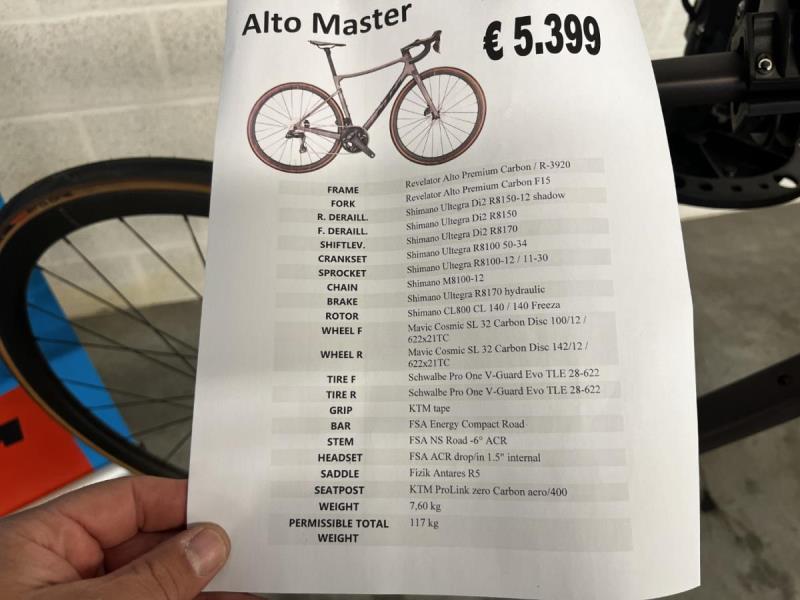 Alto Master
€ 5.399
FRAME Revelator Alto Premium Carbon / R-3920
FORK Revelator Alto Premium Carbon F15
R. DERAILL. Shimano Ultegra Di2 R8150-12 shadow
F. DERAILL. Shimano Ultegra Di2 R8150
SHIFTLEV. Shimano Ultegra Di2 R8170
CRANKSET Shimano Ultegra R8100 50-34
SPROCKET Shimano Ultegra R8100-12 / 11-30
CHAIN Shimano M8100-12
BRAKE Shimano Ultegra R8170 hydraulic
ROTOR Shimano CL800 CL 140 / 140 Freeza
WHEEL F Mavic Cosmic SL 32 Carbon Disc 100/12 /
622x21TC
WHEEL R Mavic Cosmic SL 32 Carbon Disc 142/12 /
622x21TC
TIRE F Schwalbe Pro One V-Guard Evo TLE 28-622
TIRE R Schwalbe Pro One V-Guard Evo TLE 28-622
GRIP KTM tape
BAR FSA Energy Compact Road
STEM FSA NS Road -6° ACR
HEADSET FSA ACR drop/in 1.5" internal
SADDLE Fizik Antares R5
SEATPOST KTM ProLink zero Carbon aero/400
WEIGHT 7,60 kg
PERMISSIBLE TOTAL 117 kg
WEIGHT